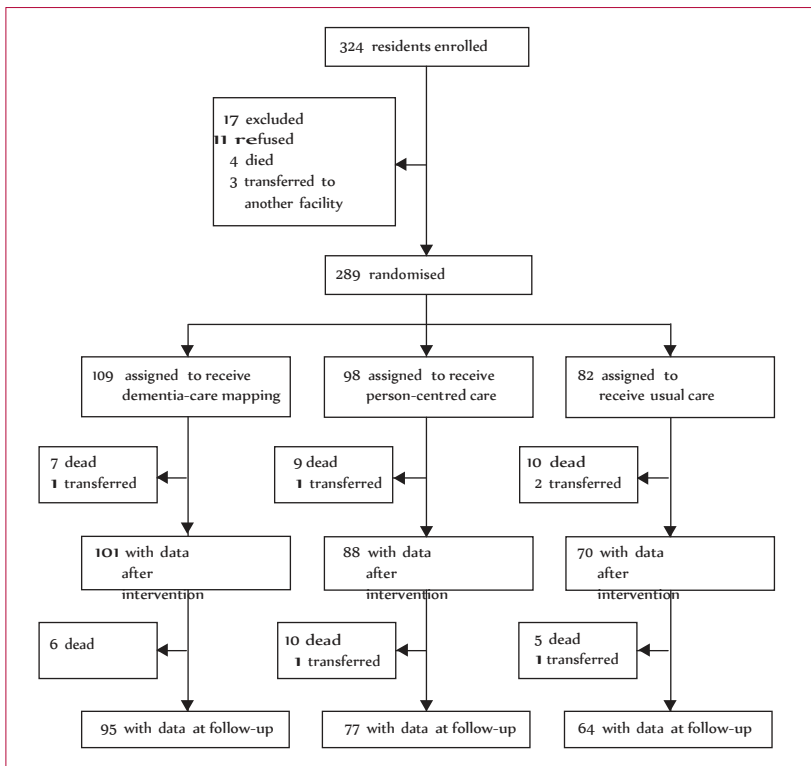 324 residents enrolled
17 excluded
11 refused
4 died
3 transferred to
another facility
289 randomised
109 assigned to receive
dementia-care mapping
98 assigned to receive
person-centred care
82 assigned to
receive usual care
7 dead
1 transferred
9 dead
1 transferred
10 dead
2 transferred
101 with data
after
intervention
88 with data
after
intervention
70 with data
after
intervention
6 dead
10 dead
1 transferred
5 dead
1 transferred
95 with data at follow-up
77 with data at follow-up
64 with data at follow-up